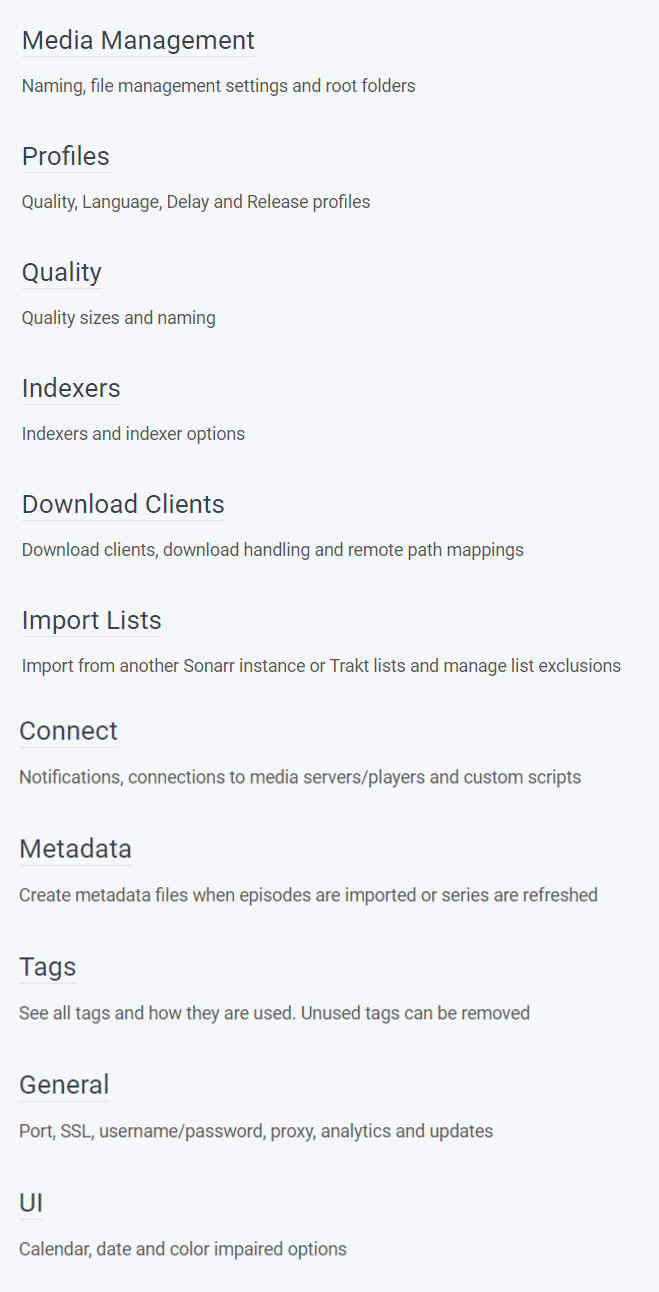 Media Management
Naming, file management settings and root folders
Profiles
Quality, Language, Delay and Release profiles
Quality
Quality sizes and naming
Indexers
Indexers and indexer options
Download Clients
Download clients, download handling and remote path mappings
Import Lists
Import from another Sonarr instance or Trakt lists and manage list exclusions
Connect
Notifications, connections to media servers/players and custom scripts
Metadata
Create metadata files when episodes are imported or series are refreshed
Tags
See all tags and how they are used. Unused tags can be removed
General
Port, SSL, username/password, proxy, analytics and updates
UI
Calendar, date and color impaired options